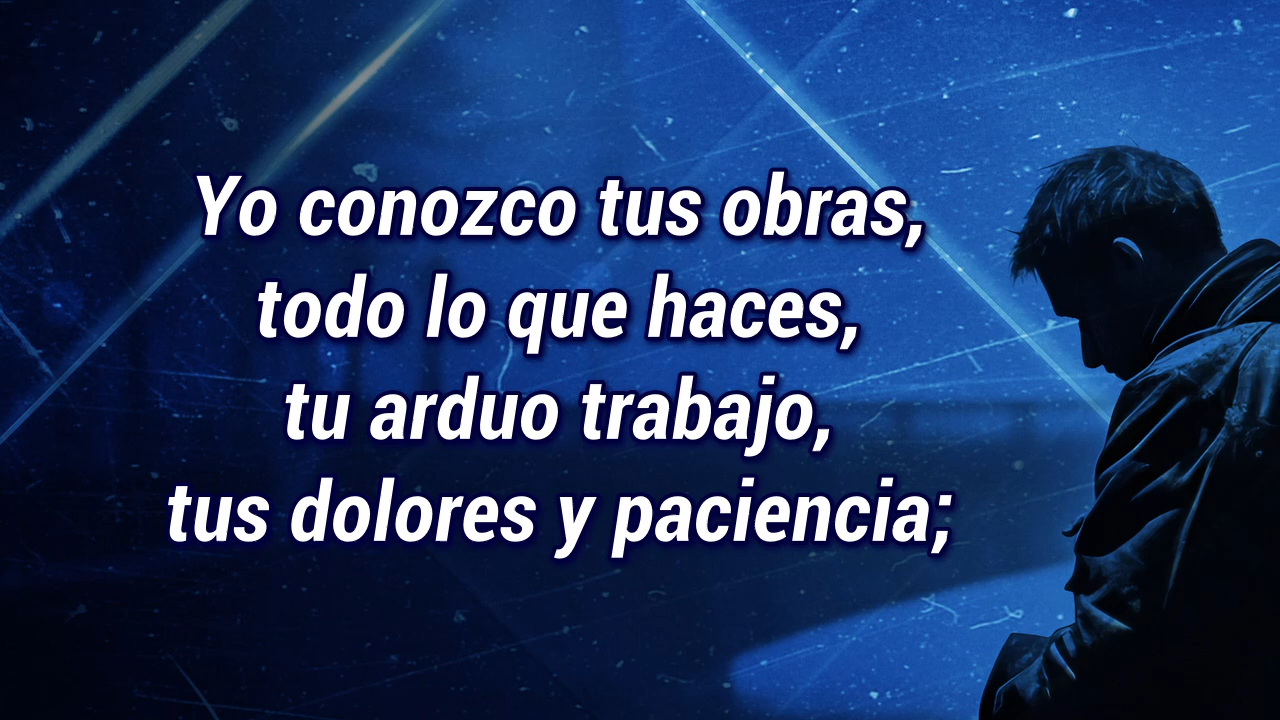 Yo conozco tus obras,
todo lo que haces,
tu arduo trabajo,
tus dolores y paciencia;